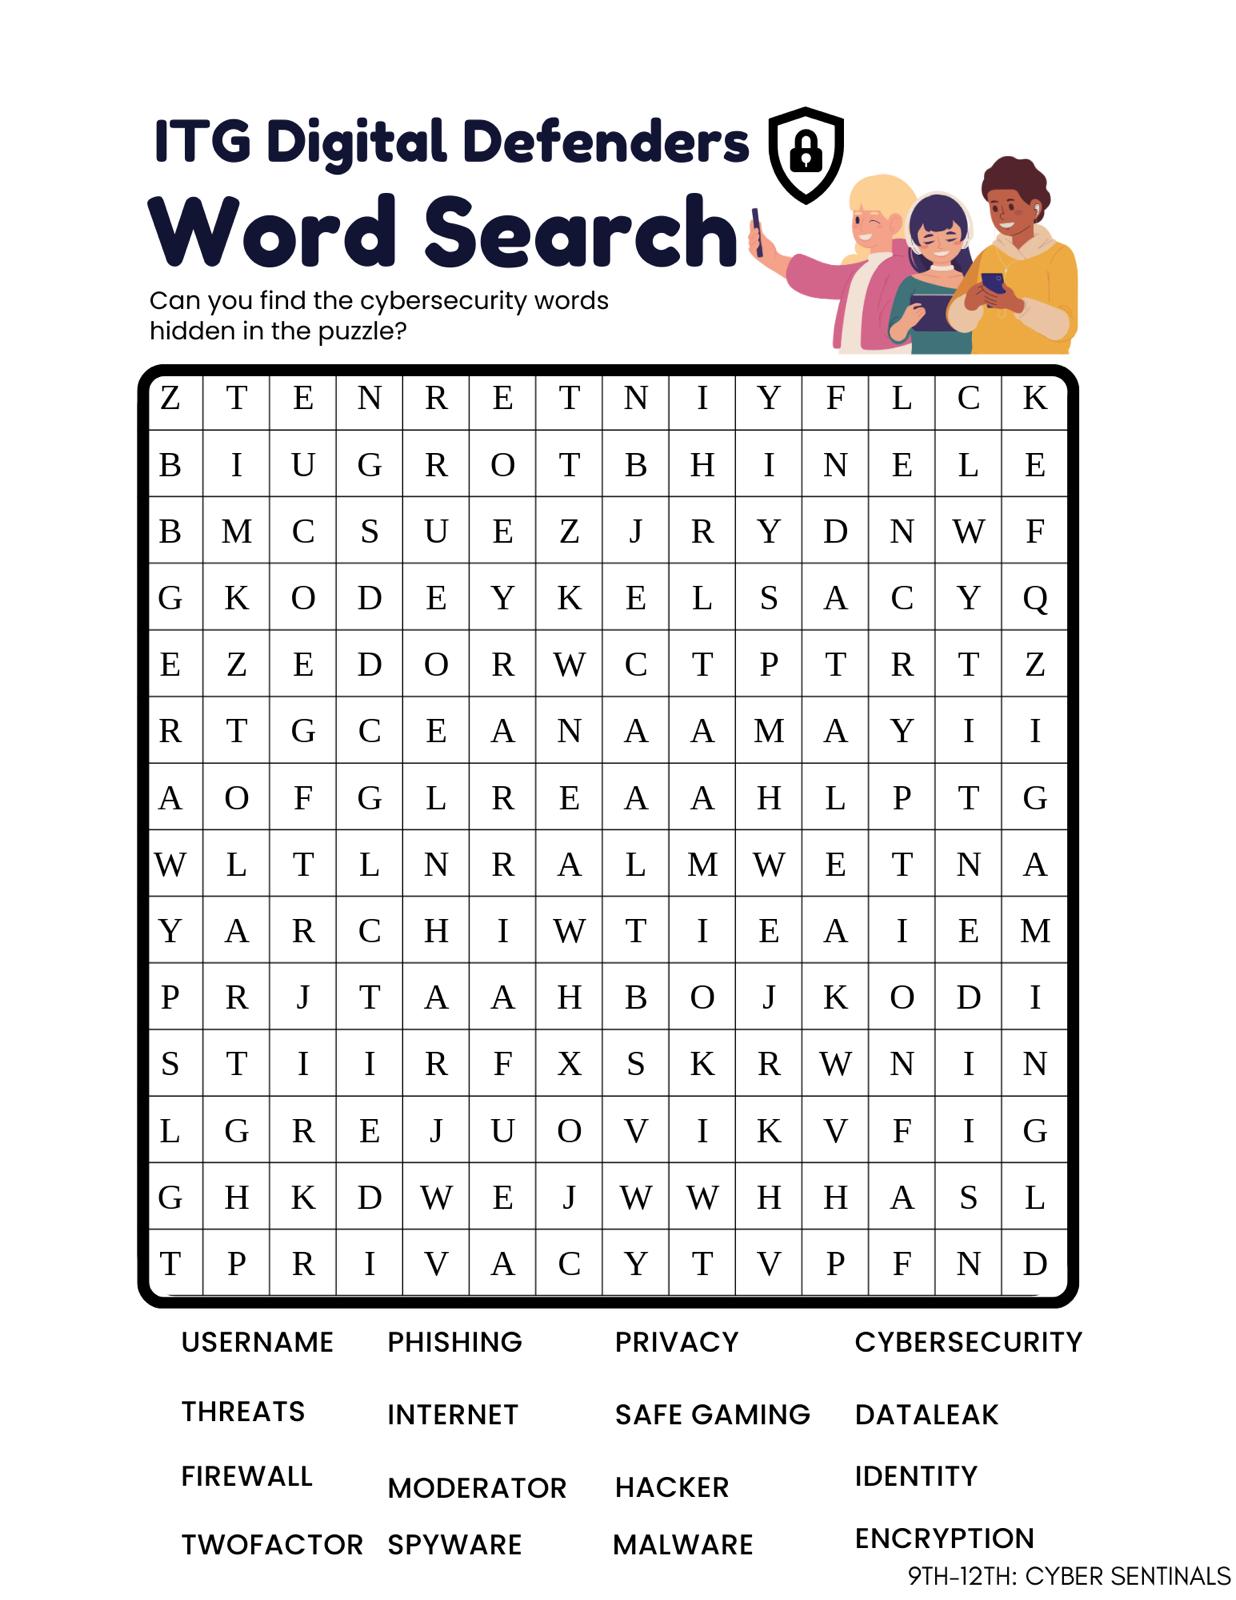 ITG Digital Defenders
Word Search
Can you find the cybersecurity words
hidden in the puzzle?
Z T E N R E T N I Y F L C K
B I U G R O T B H I N E L E
B M C S U E Z J R Y D N W F
G K O D E Y K E L S A C Y Q
E Z E D O R W C T P T R T Z
R T G C E A N A A M A Y I I
A O F G L R E A A H L P T G
W L T L N R A L M W E T N A
Y A R C H I W T I E A I E M
P R J T A A H B O J K O D I
S T I I R F X S K R W N I N
L G R E J U O V I K V F I G
G H K D W E J W W H H A S L
T P R I V A C Y T V P F N D
USERNAME PHISHING PRIVACY CYBERSECURITY
THREATS INTERNET SAFE GAMING DATALEAK
FIREWALL MODERATOR HACKER IDENTITY
TWOFACTOR SPYWARE MALWARE ENCRYPTION
9TH-12TH: CYBER SENTINALS